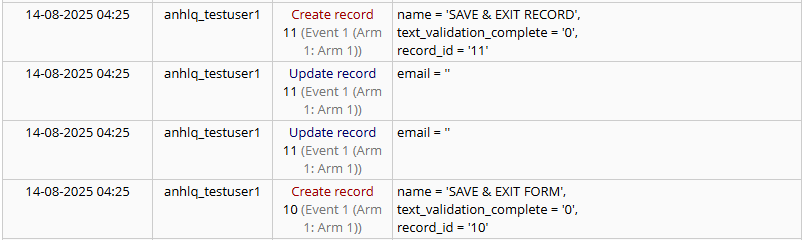 14-08-2025 04:25 anhlq_testuser1 Create record name = 'SAVE & EXIT RECORD',
11 (Event 1 (Arm text_validation_complete = '0',
1: Arm 1)) record_id = '11'
14-08-2025 04:25 anhlq_testuser1 Update record email = ''
11 (Event 1 (Arm
1: Arm 1))
14-08-2025 04:25 anhlq_testuser1 Update record email = ''
11 (Event 1 (Arm
1: Arm 1))
14-08-2025 04:25 anhlq_testuser1 Create record name = 'SAVE & EXIT FORM',
10 (Event 1 (Arm text_validation_complete = '0',
1: Arm 1)) record_id = '10'